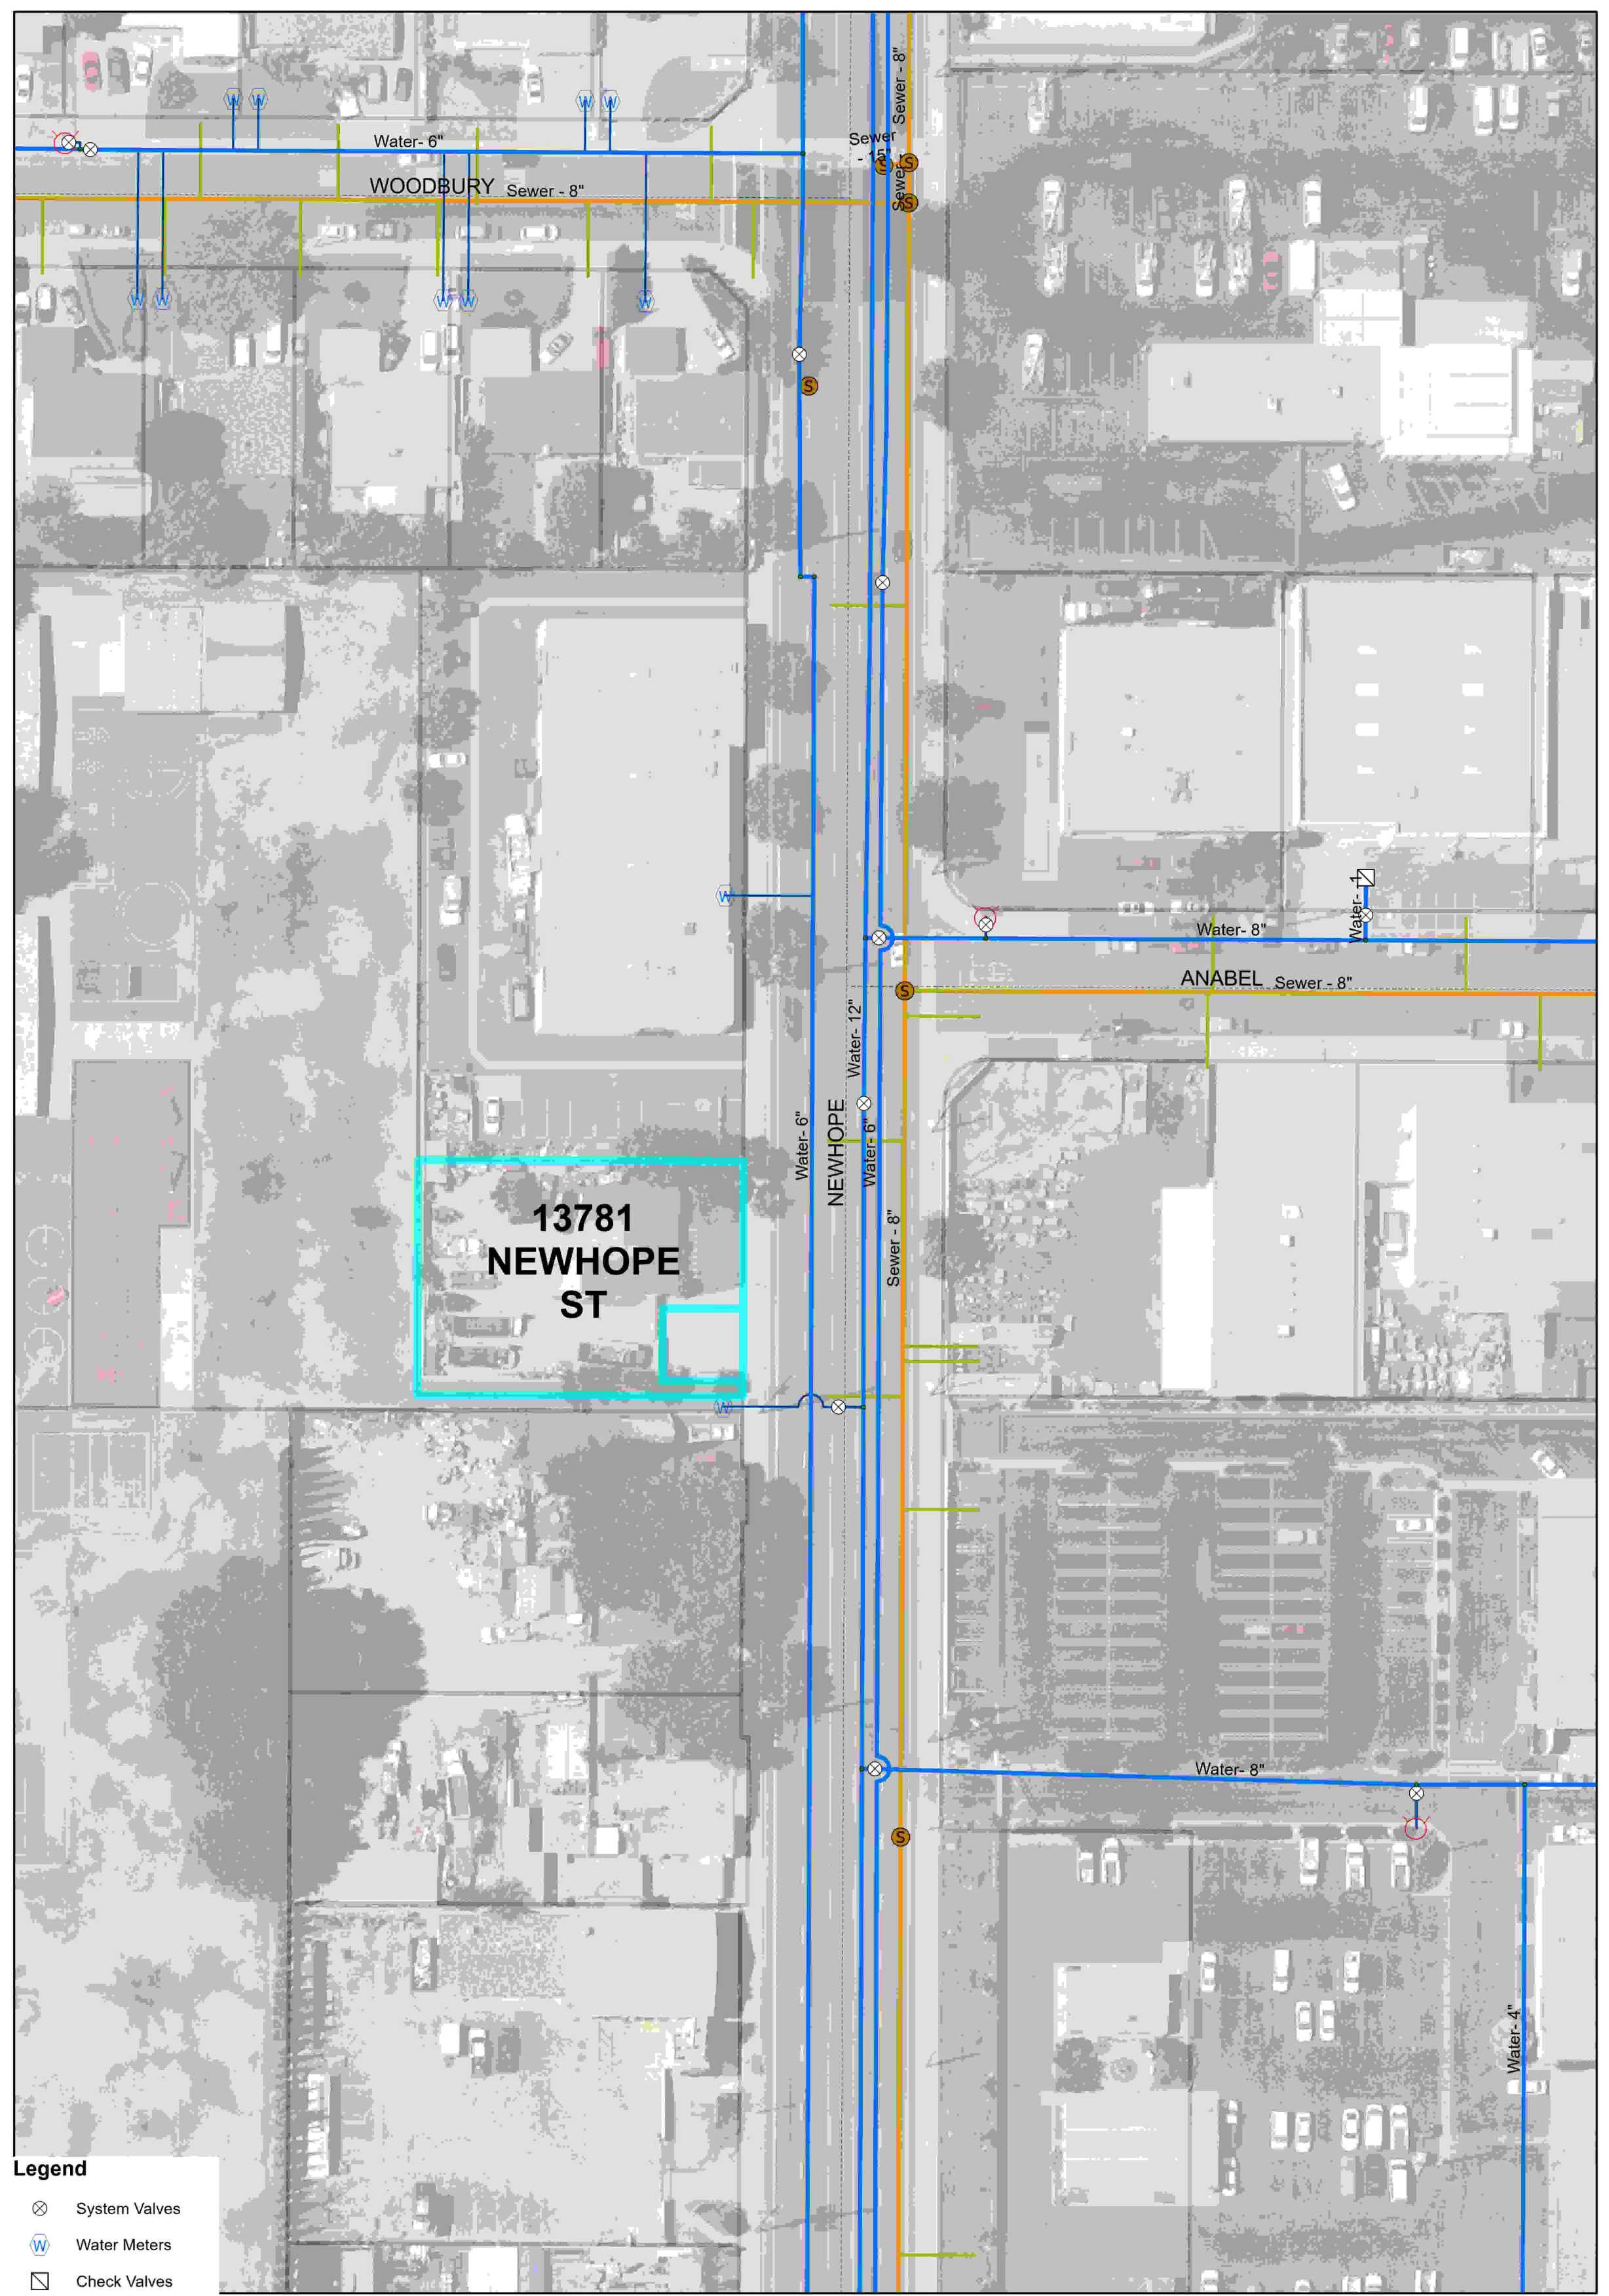 Sewer - 8"
Water- 6"
Sewer
- 15"
WOODBURY
Sewer - 8"
Sewer
S
S
S
W
W
W
W
W
W
W
W
W
S
W
Water- 1
Water- 8"
ANABEL
Sewer - 8"
S
Water- 12"
Water- 6"
NEWHOPE
Water- 6"
13781
NEWHOPE
ST
Sewer - 8"
W
Water- 8"
S
Water- 4"
Legend
System Valves
W
Water Meters
Check Valves